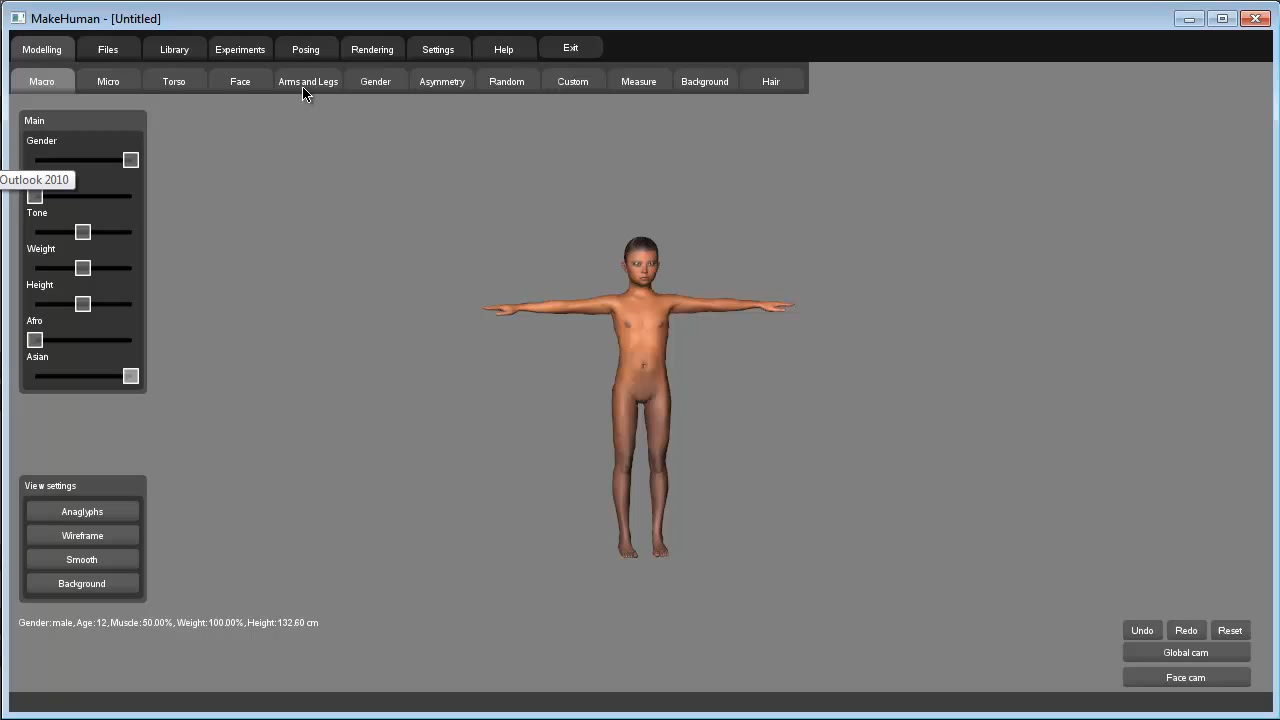 MakeHuman - [Untitled]
Modelling Files Library Experiments Posing Rendering Settings Help Exit
Macro Micro Torso Face Arms and Legs Gender Asymmetry Random Custom Measure Background Hair
Main
Gender
Outlook 2010
Tone
Weight
Height
Afro
Asian
View settings
Anaglyphs
Wireframe
Smooth
Background
Gender: male, Age: 12, Muscle: 50.00%, Weight: 100.00%, Height: 132.60 cm
Undo Redo Reset
Global cam
Face cam